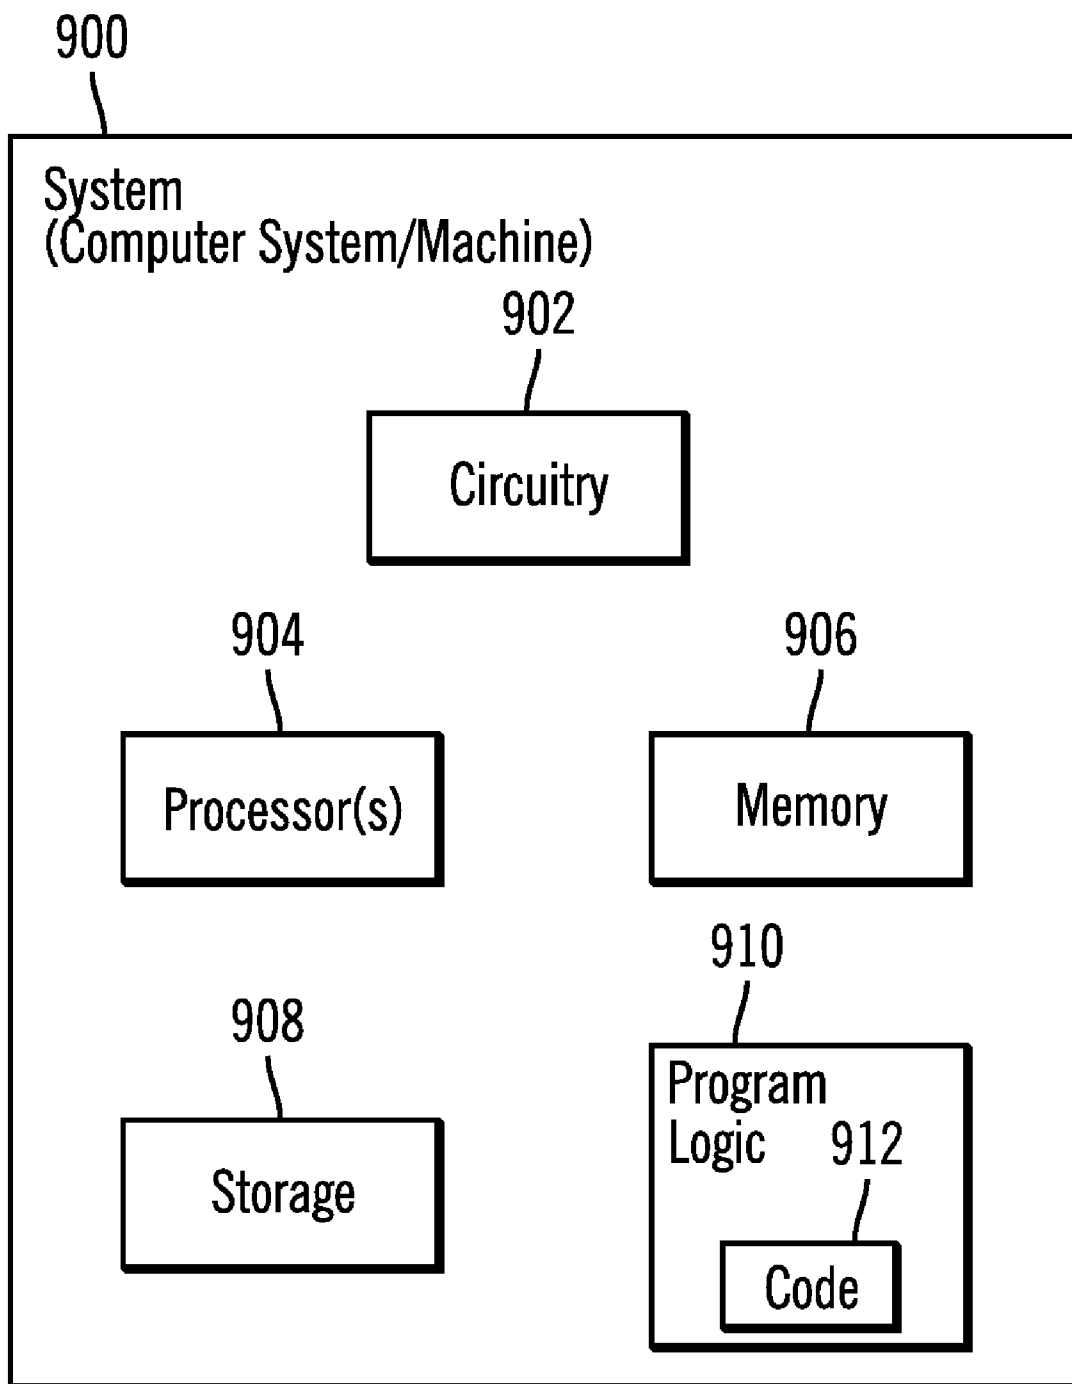 900
System
(Computer System/Machine)
902
Circuitry
904
906
Processor(s)
Memory
910
908
Program
Logic
912
Storage
Code